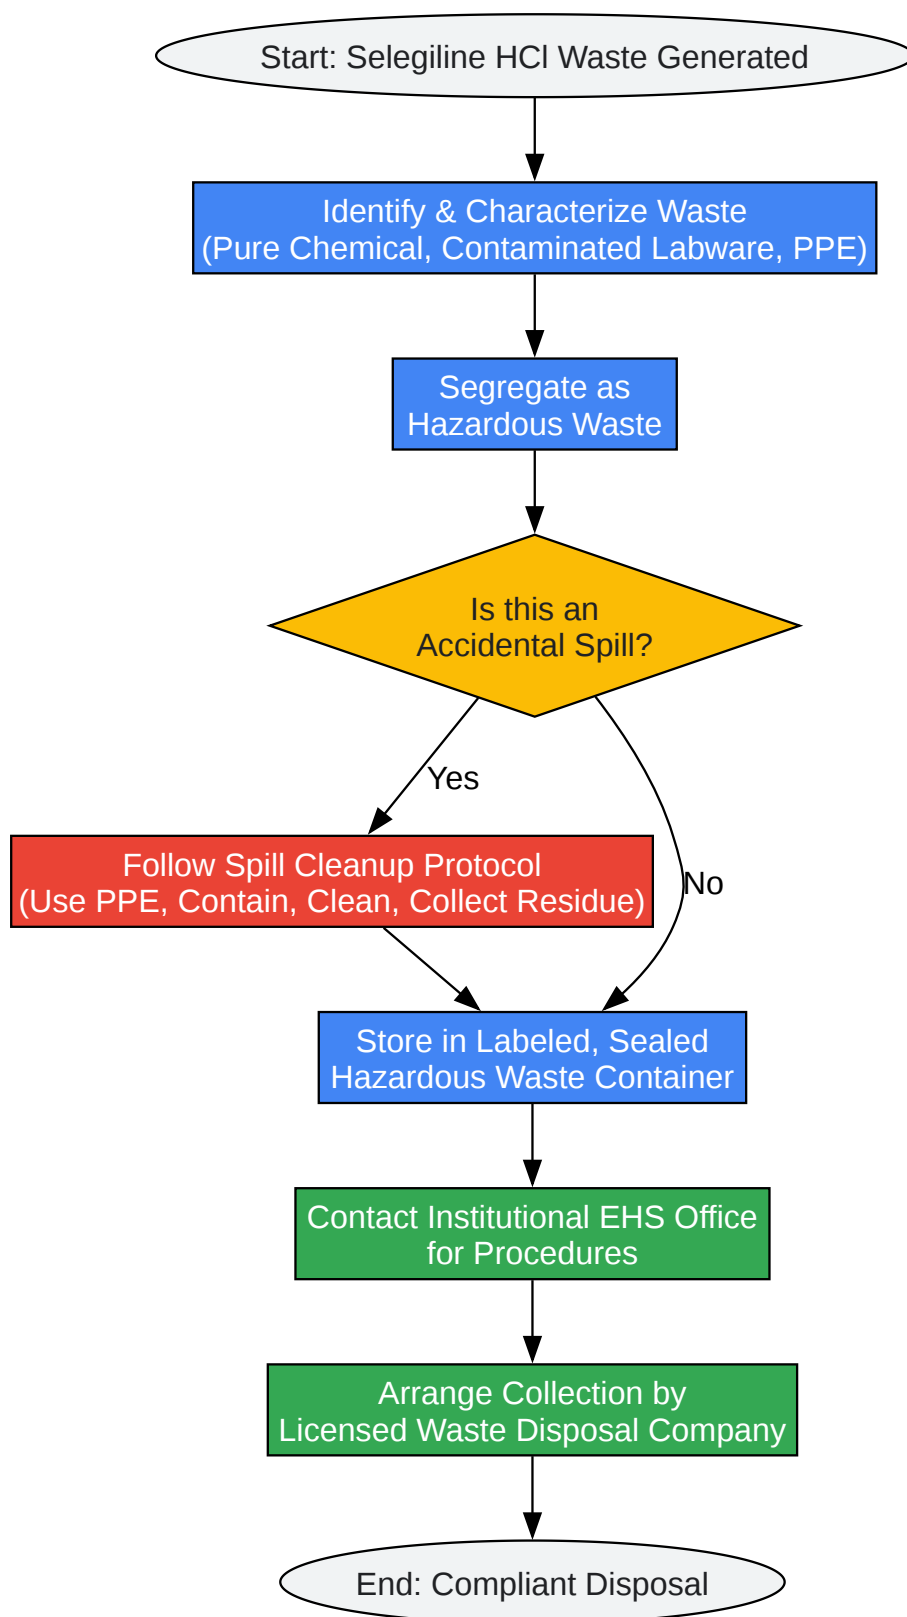 Start: Selegiline HCl Waste Generated
Identify & Characterize Waste
(Pure Chemical, Contaminated Labware, PPE)
Segregate as
Hazardous Waste
Is this an
Accidental Spill?
Yes
Follow Spill Cleanup Protocol
(Use PPE, Contain, Clean, Collect Residue)
No
Store in Labeled, Sealed
Hazardous Waste Container
Contact Institutional EHS Office
for Procedures
Arrange Collection by
Licensed Waste Disposal Company
End: Compliant Disposal